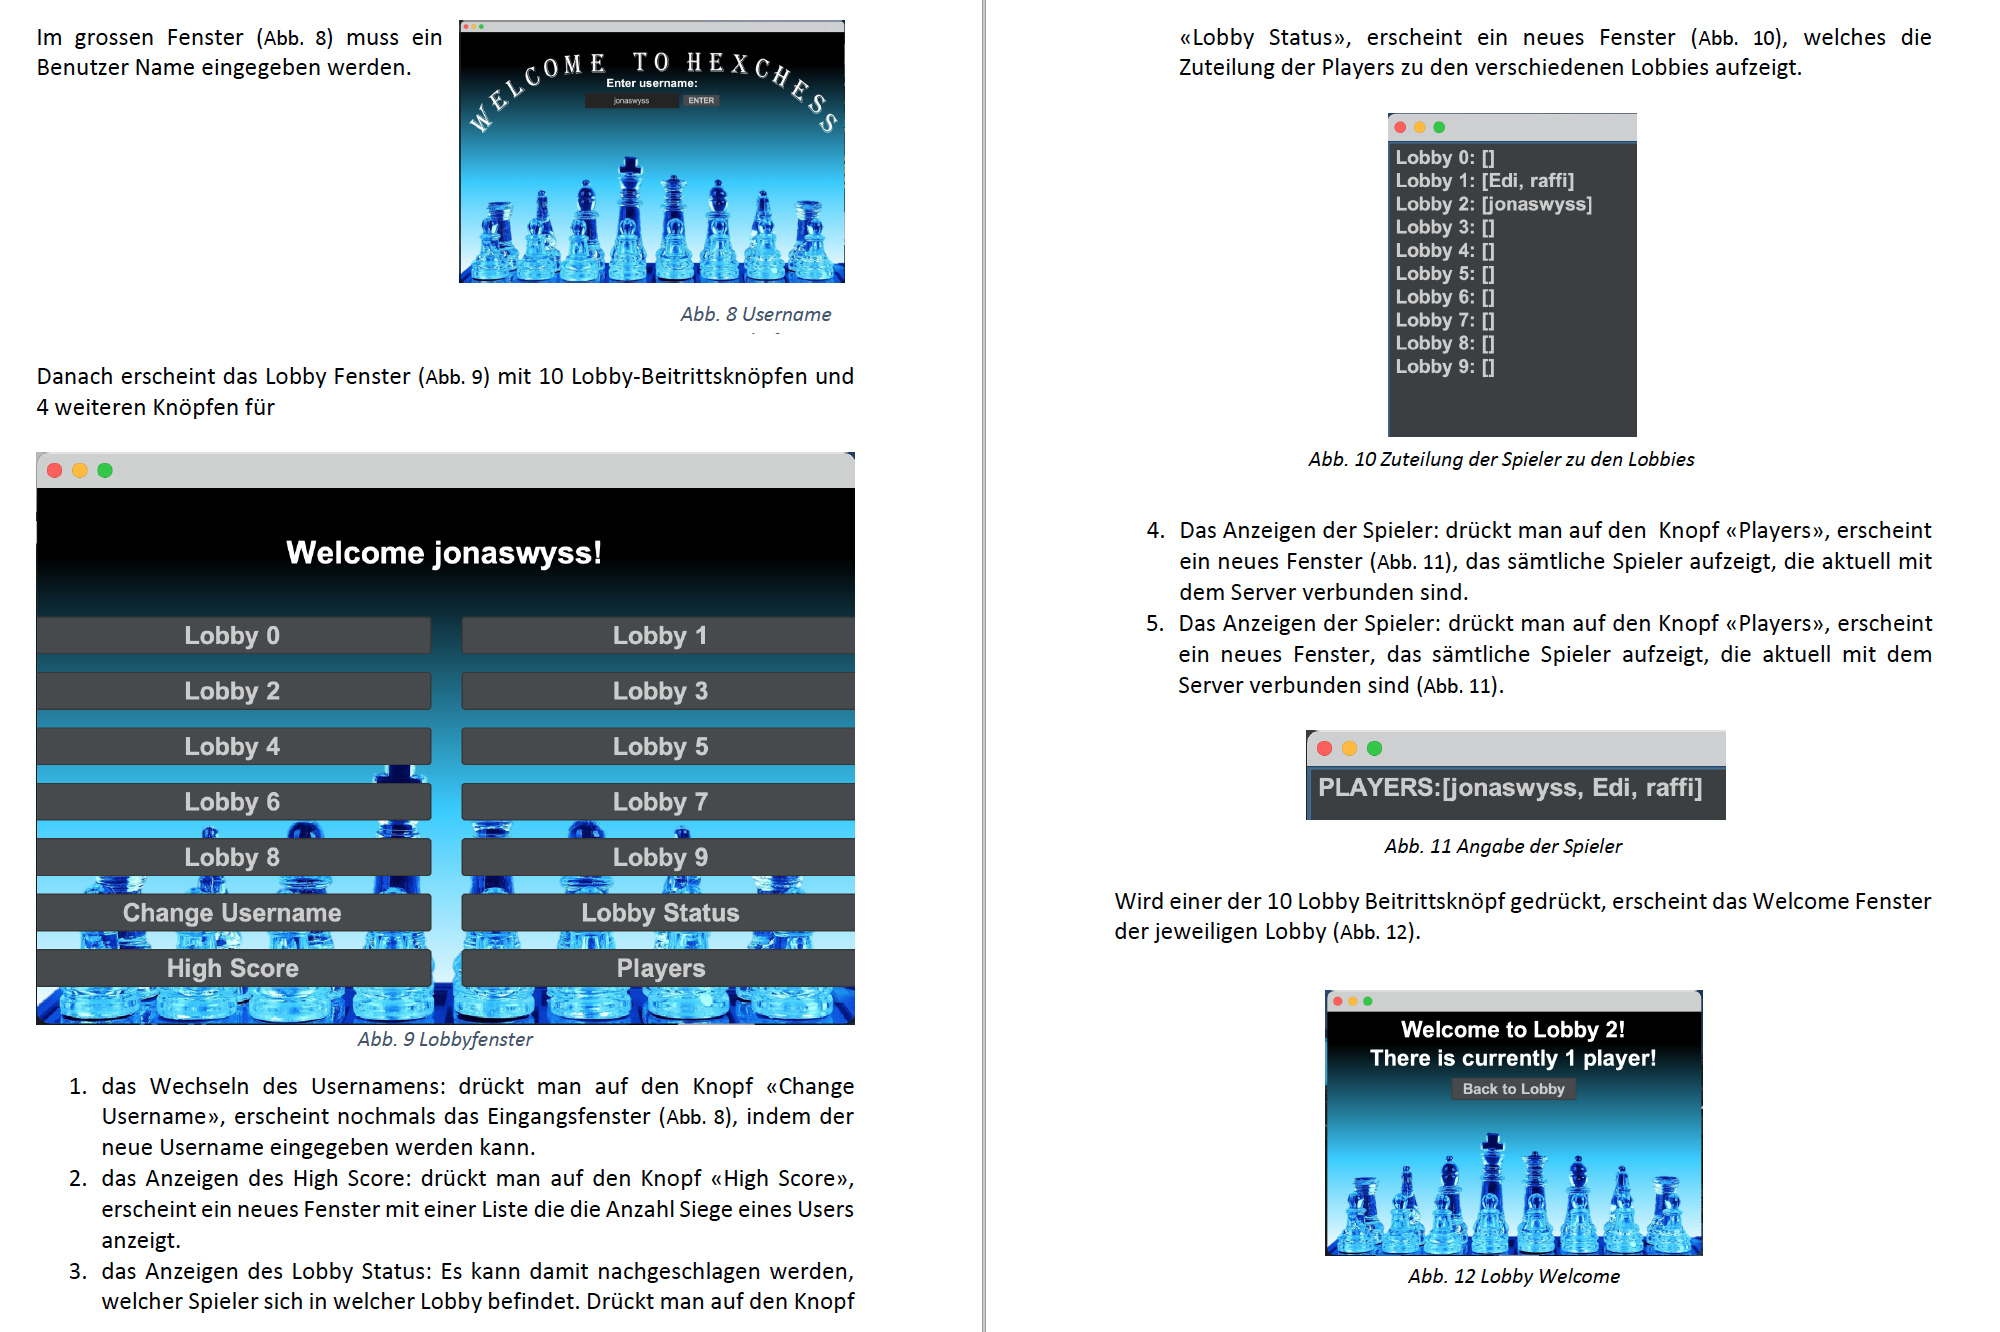 Im grossen Fenster (Abb. 8) muss ein
Benutzer Name eingegeben werden.
WELCOME TO HEXCHESS
Enter username:
jonaswyss ENTER
Abb. 8 Username
Danach erscheint das Lobby Fenster (Abb. 9) mit 10 Lobby-Beitrittsknöpfen und
4 weiteren Knöpfen für
Welcome jonaswyss!
Lobby 0 Lobby 1
Lobby 2 Lobby 3
Lobby 4 Lobby 5
Lobby 6 Lobby 7
Lobby 8 Lobby 9
Change Username Lobby Status
High Score Players
Abb. 9 Lobbyfenster
1. das Wechseln des Usernamens: drückt man auf den Knopf «Change
Username», erscheint nochmals das Eingangsfenster (Abb. 8), indem der
neue Username eingegeben werden kann.
2. das Anzeigen des High Score: drückt man auf den Knopf «High Score»,
erscheint ein neues Fenster mit einer Liste die die Anzahl Siege eines Users
anzeigt.
3. das Anzeigen des Lobby Status: Es kann damit nachgeschlagen werden,
welcher Spieler sich in welcher Lobby befindet. Drückt man auf den Knopf
«Lobby Status», erscheint ein neues Fenster (Abb. 10), welches die
Zuteilung der Players zu den verschiedenen Lobbies aufzeigt.
Lobby 0: []
Lobby 1: [Edi, raffi]
Lobby 2: [jonaswyss]
Lobby 3: []
Lobby 4: []
Lobby 5: []
Lobby 6: []
Lobby 7: []
Lobby 8: []
Lobby 9: []
Abb. 10 Zuteilung der Spieler zu den Lobbies
4. Das Anzeigen der Spieler: drückt man auf den Knopf «Players», erscheint
ein neues Fenster (Abb. 11), das sämtliche Spieler aufzeigt, die aktuell mit
dem Server verbunden sind.
5. Das Anzeigen der Spieler: drückt man auf den Knopf «Players», erscheint
ein neues Fenster, das sämtliche Spieler aufzeigt, die aktuell mit dem
Server verbunden sind (Abb. 11).
PLAYERS:[jonaswyss, Edi, raffi]
Abb. 11 Angabe der Spieler
Wird einer der 10 Lobby Beitrittsknöpf gedrückt, erscheint das Welcome Fenster
der jeweiligen Lobby (Abb. 12).
Welcome to Lobby 2!
There is currently 1 player!
Back to Lobby
Abb. 12 Lobby Welcome